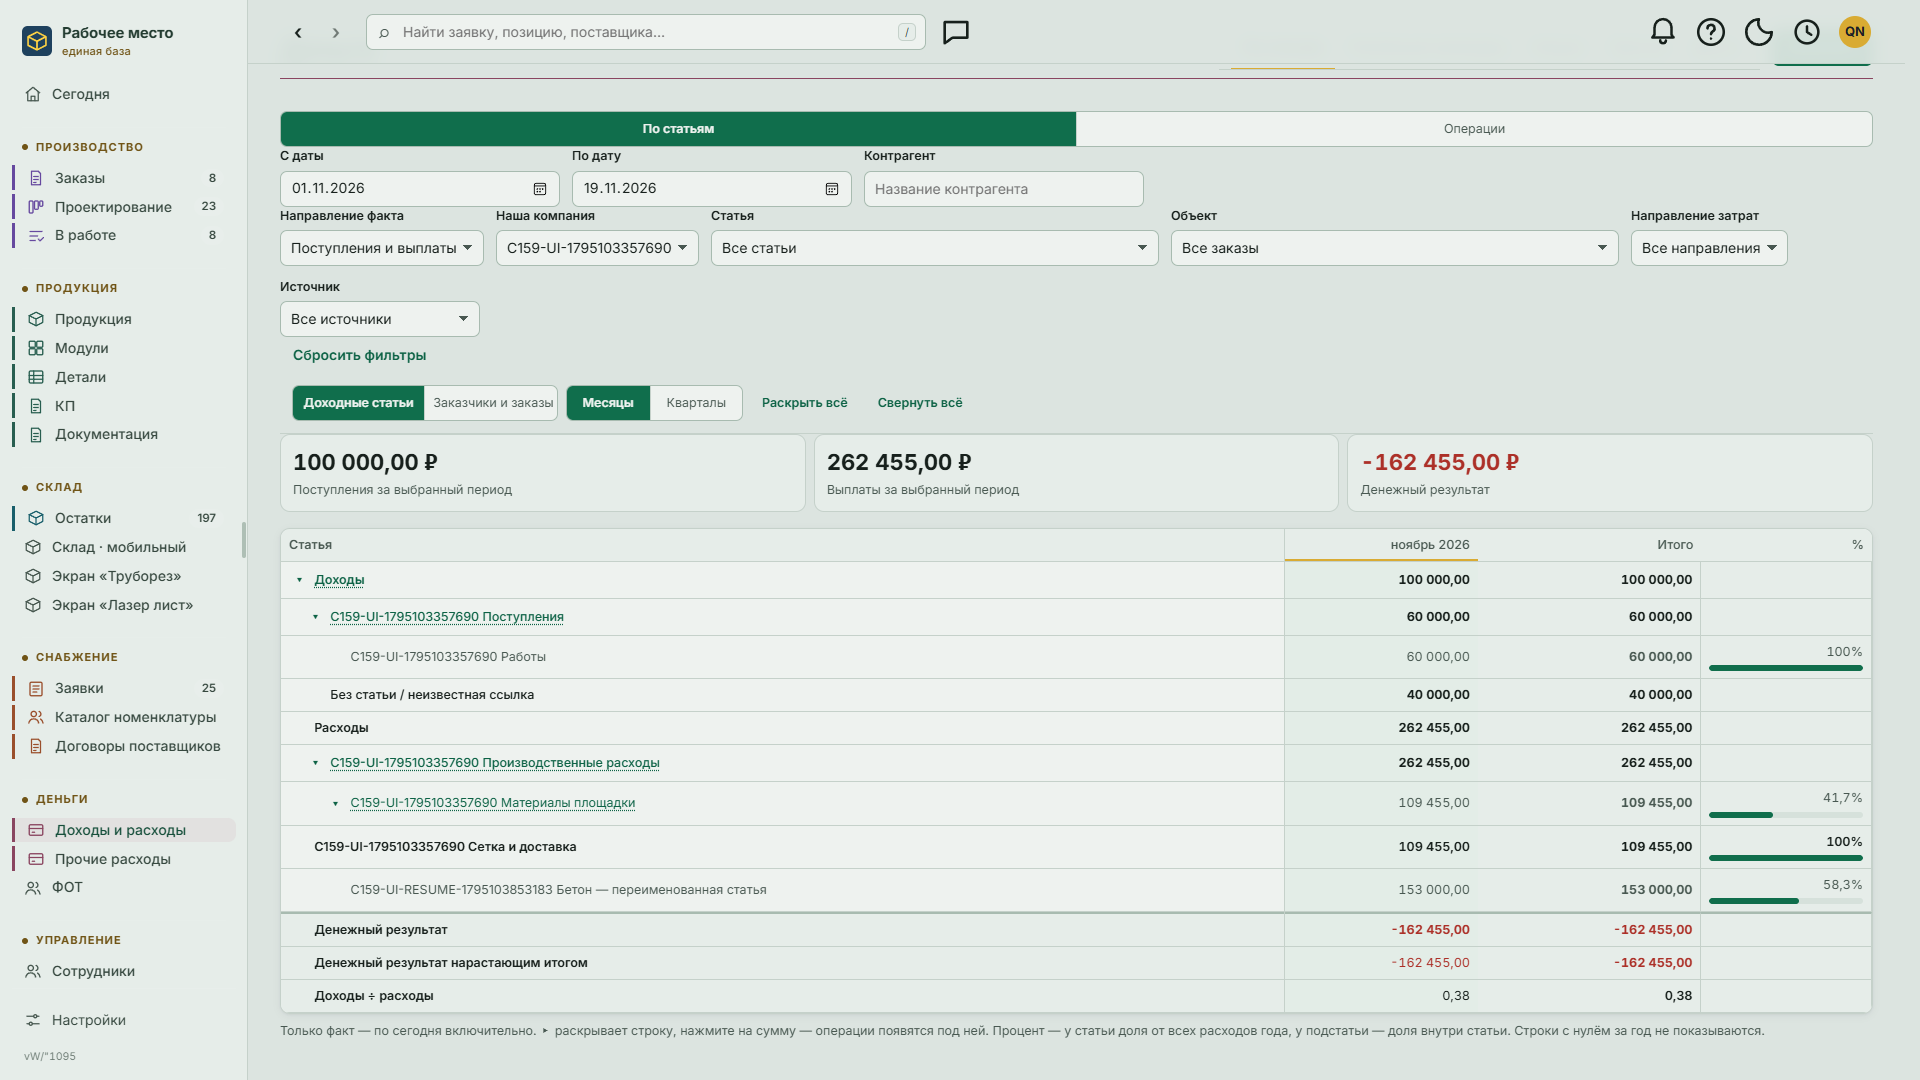 Рабочее место
единая база
Сегодня
ПРОИЗВОДСТВО
Заказы 8
Проектирование 23
В работе 8
ПРОДУКЦИЯ
Продукция
Модули
Детали
КП
Документация
СКЛАД
Остатки 197
Склад · мобильный
Экран «Труборез»
Экран «Лазер лист»
СНАБЖЕНИЕ
Заявки 25
Каталог номенклатуры
Договоры поставщиков
ДЕНЬГИ
Доходы и расходы
Прочие расходы
ФОТ
УПРАВЛЕНИЕ
Сотрудники
Настройки
vW/"1095
Найти заявку, позицию, поставщика... /
QN
По статьям Операции
С даты По дату Контрагент
01.11.2026 19.11.2026 Название контрагента
Направление факта Наша компания Статья Объект Направление затрат
Поступления и выплаты C159-UI-1795103357690 Все статьи Все заказы Все направления
Источник
Все источники
Сбросить фильтры
Доходные статьи Заказчики и заказы Месяцы Кварталы Раскрыть всё Свернуть всё
100 000,00 ₽ 262 455,00 ₽ -162 455,00 ₽
Поступления за выбранный период Выплаты за выбранный период Денежный результат
Статья ноябрь 2026 Итого %
Доходы 100 000,00 100 000,00
C159-UI-1795103357690 Поступления 60 000,00 60 000,00
C159-UI-1795103357690 Работы 60 000,00 60 000,00 100%
Без статьи / неизвестная ссылка 40 000,00 40 000,00
Расходы 262 455,00 262 455,00
C159-UI-1795103357690 Производственные расходы 262 455,00 262 455,00
C159-UI-1795103357690 Материалы площадки 109 455,00 109 455,00 41,7%
C159-UI-1795103357690 Сетка и доставка 109 455,00 109 455,00 100%
C159-UI-RESUME-1795103853183 Бетон — переименованная статья 153 000,00 153 000,00 58,3%
Денежный результат -162 455,00 -162 455,00
Денежный результат нарастающим итогом -162 455,00 -162 455,00
Доходы ÷ расходы 0,38 0,38
Только факт — по сегодня включительно. ▸ раскрывает строку, нажмите на сумму — операции появятся под ней. Процент — у статьи доля от всех расходов года, у подстатьи — доля внутри статьи. Строки с нулём за год не показываются.